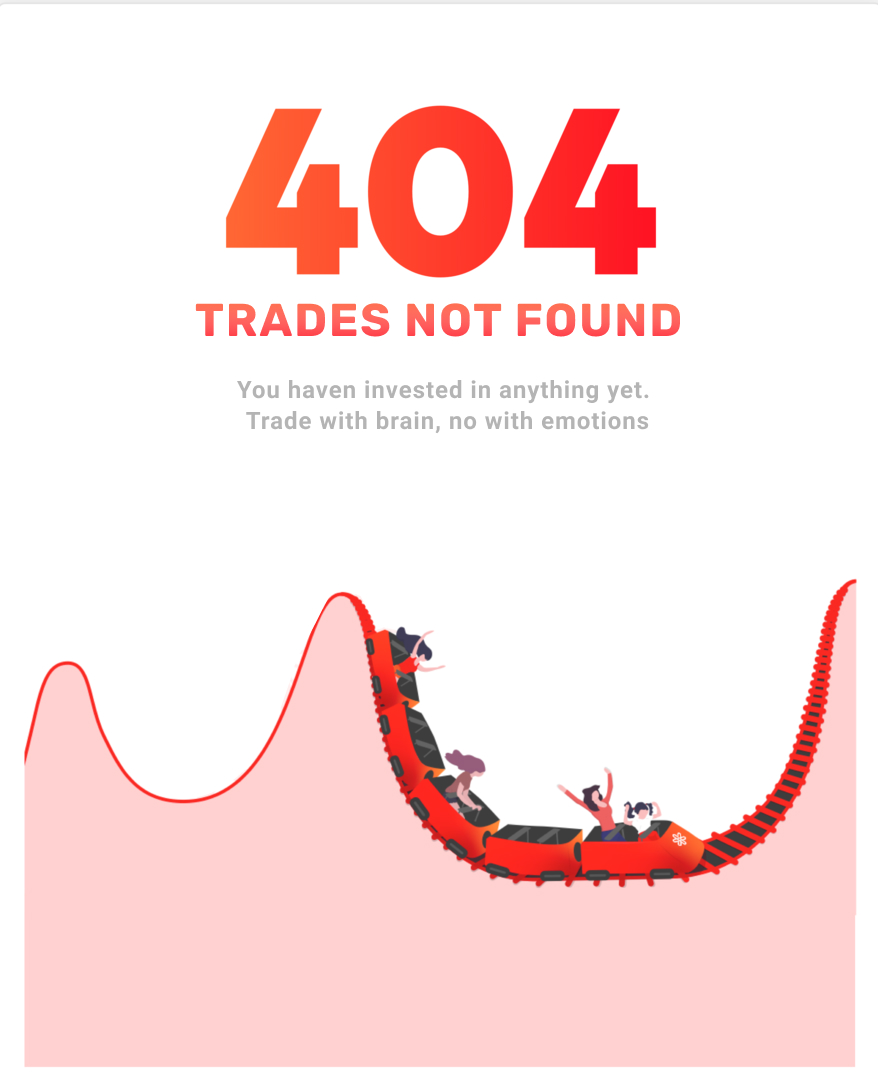 404
TRADES NOT FOUND
You haven invested in anything yet.
Trade with brain, no with emotions